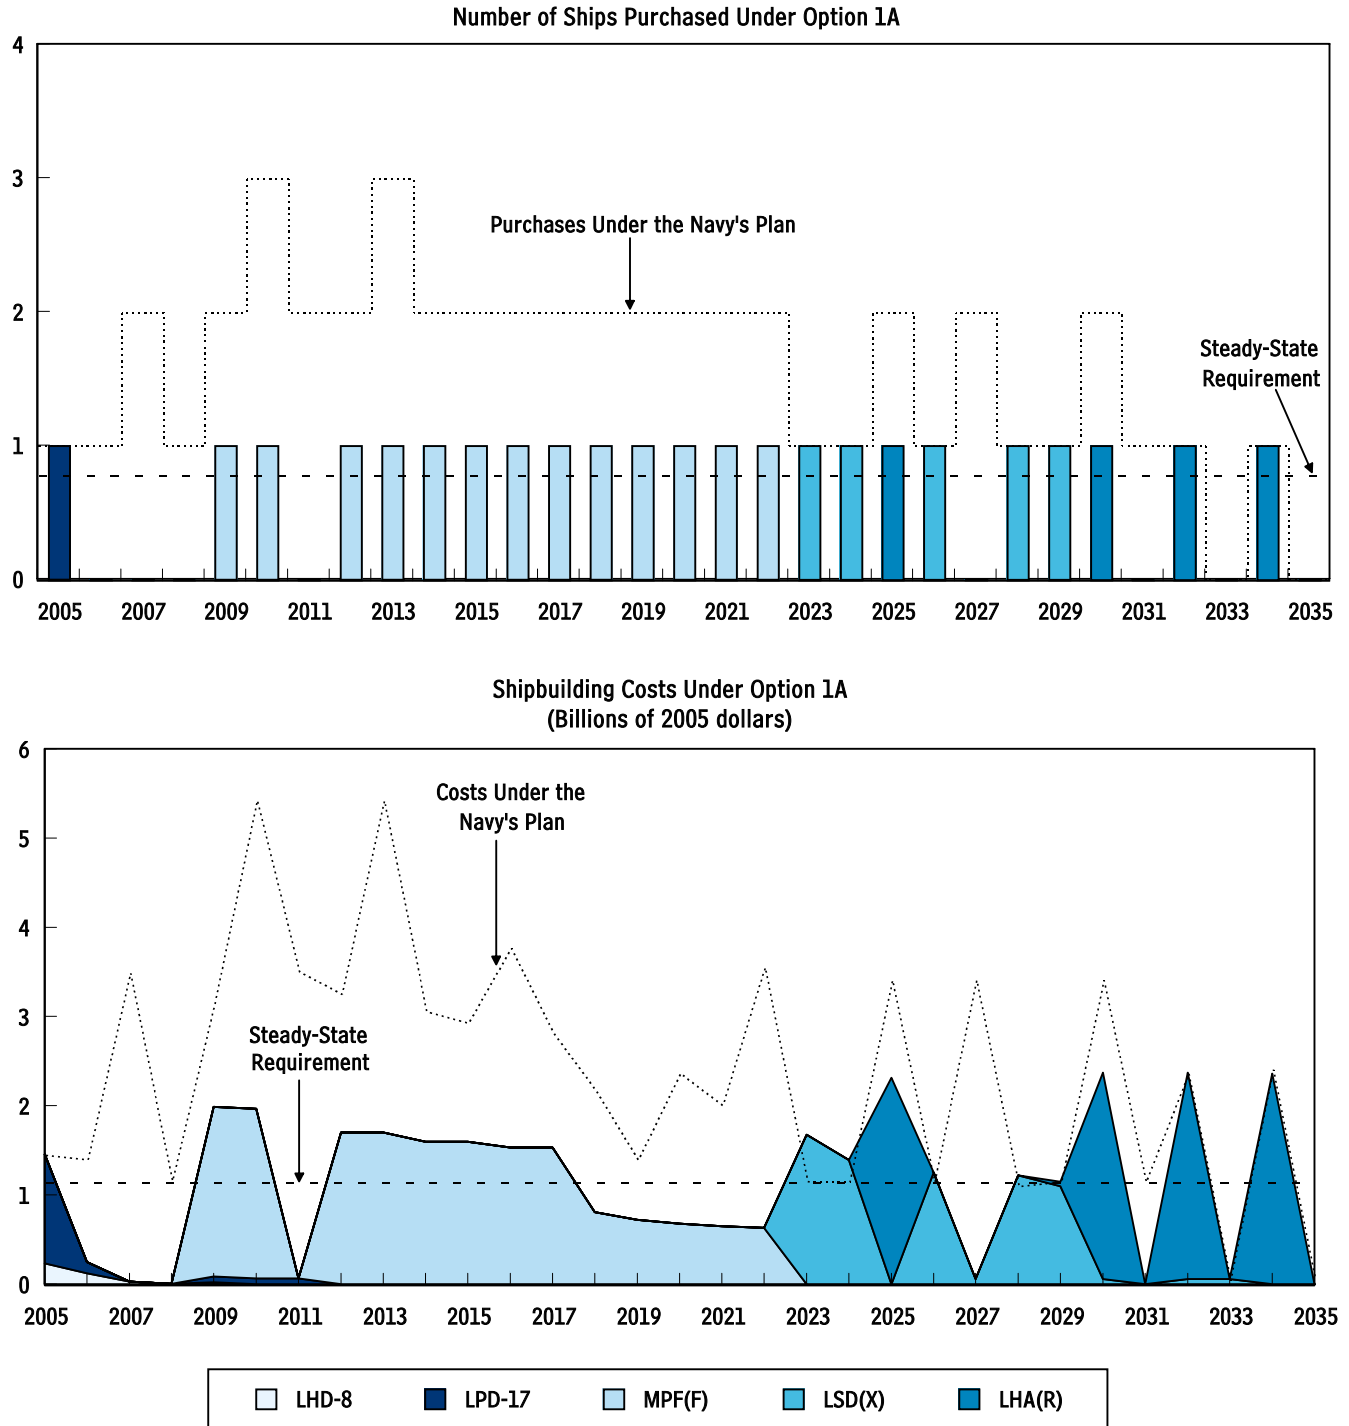 Number of Ships Purchased Under Option 1A
4
3
Purchases Under the Navy's Plan
2
Steady-State
Requirement
1
0
2005 2007 2009 2011 2013 2015 2017 2019 2021 2023 2025 2027 2029 2031 2033 2035
Shipbuilding Costs Under Option 1A
(Billions of 2005 dollars)
6
Costs Under the
Navy's Plan
5
4
3
Steady-State
Requirement
2
1
0
2005 2007 2009 2011 2013 2015 2017 2019 2021 2023 2025 2027 2029 2031 2033 2035
LHD-8 LPD-17 MPF(F) LSD(X) LHA(R)